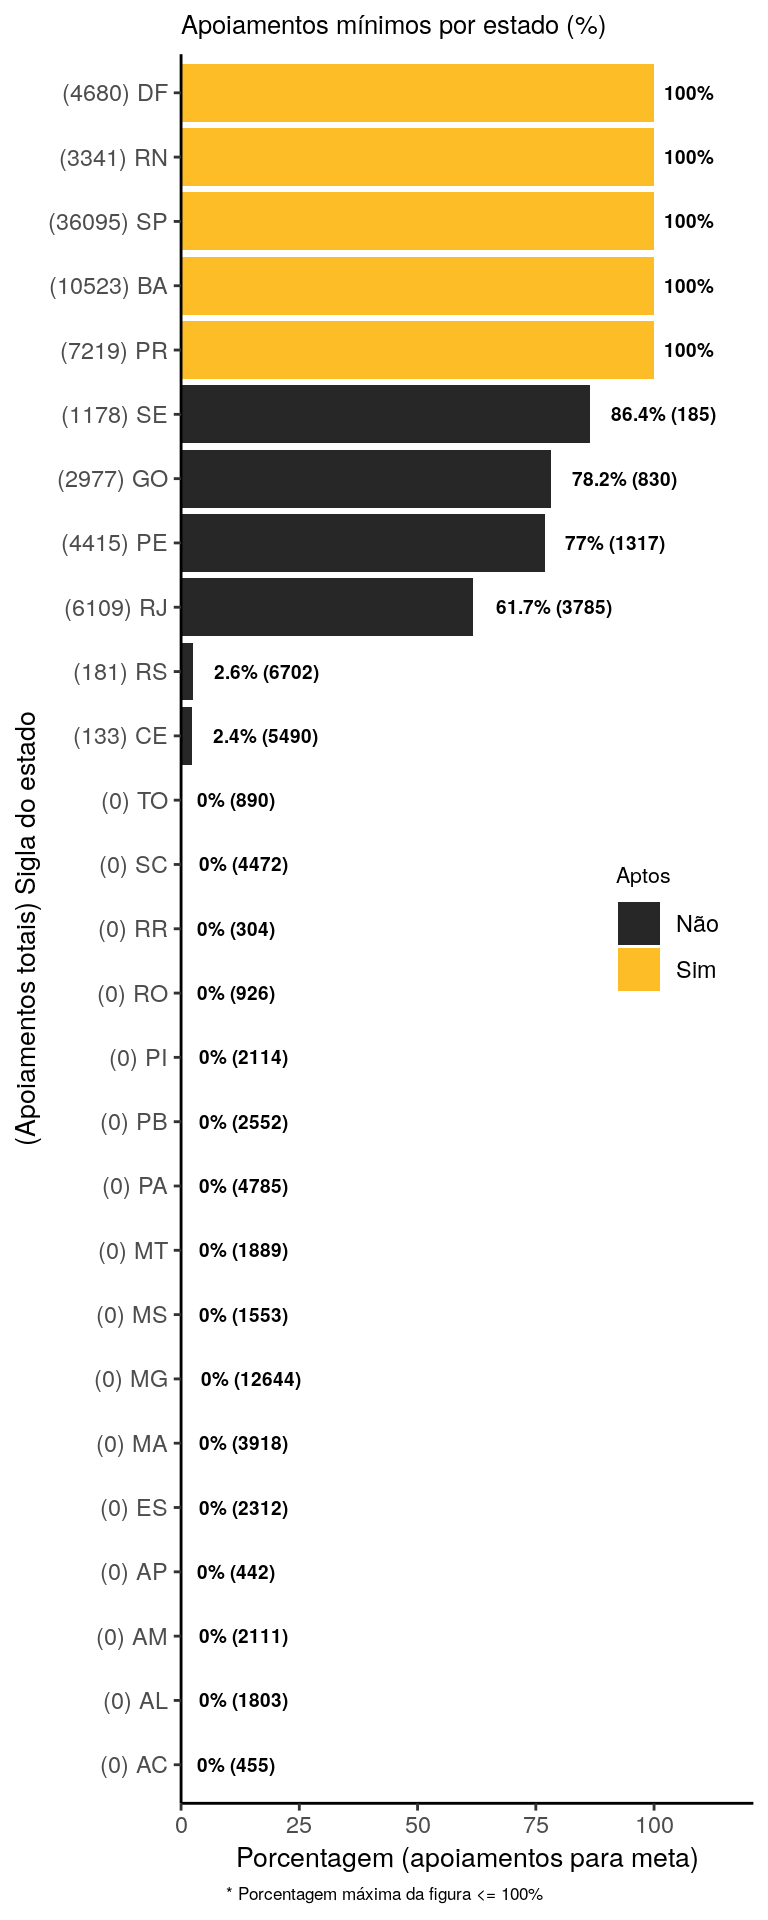 Apoiamentos mínimos por estado (%)
(4680) DF 100%
(3341) RN 100%
(36095) SP 100%
(10523) BA 100%
(7219) PR 100%
(1178) SE 86.4% (185)
(2977) GO 78.2% (830)
(4415) PE 77% (1317)
(6109) RJ 61.7% (3785)
(181) RS 2.6% (6702)
(133) CE 2.4% (5490)
(0) TO 0% (890)
(0) SC 0% (4472)
(0) RR 0% (304)
(0) RO 0% (926)
(0) PI 0% (2114)
(0) PB 0% (2552)
(0) PA 0% (4785)
(0) MT 0% (1889)
(0) MS 0% (1553)
(0) MG 0% (12644)
(0) MA 0% (3918)
(0) ES 0% (2312)
(0) AP 0% (442)
(0) AM 0% (2111)
(0) AL 0% (1803)
(0) AC 0% (455)
(Apoiamentos totais) Sigla do estado
Aptos
Não
Sim
0 25 50 75 100
Porcentagem (apoiamentos para meta)
* Porcentagem máxima da figura <= 100%